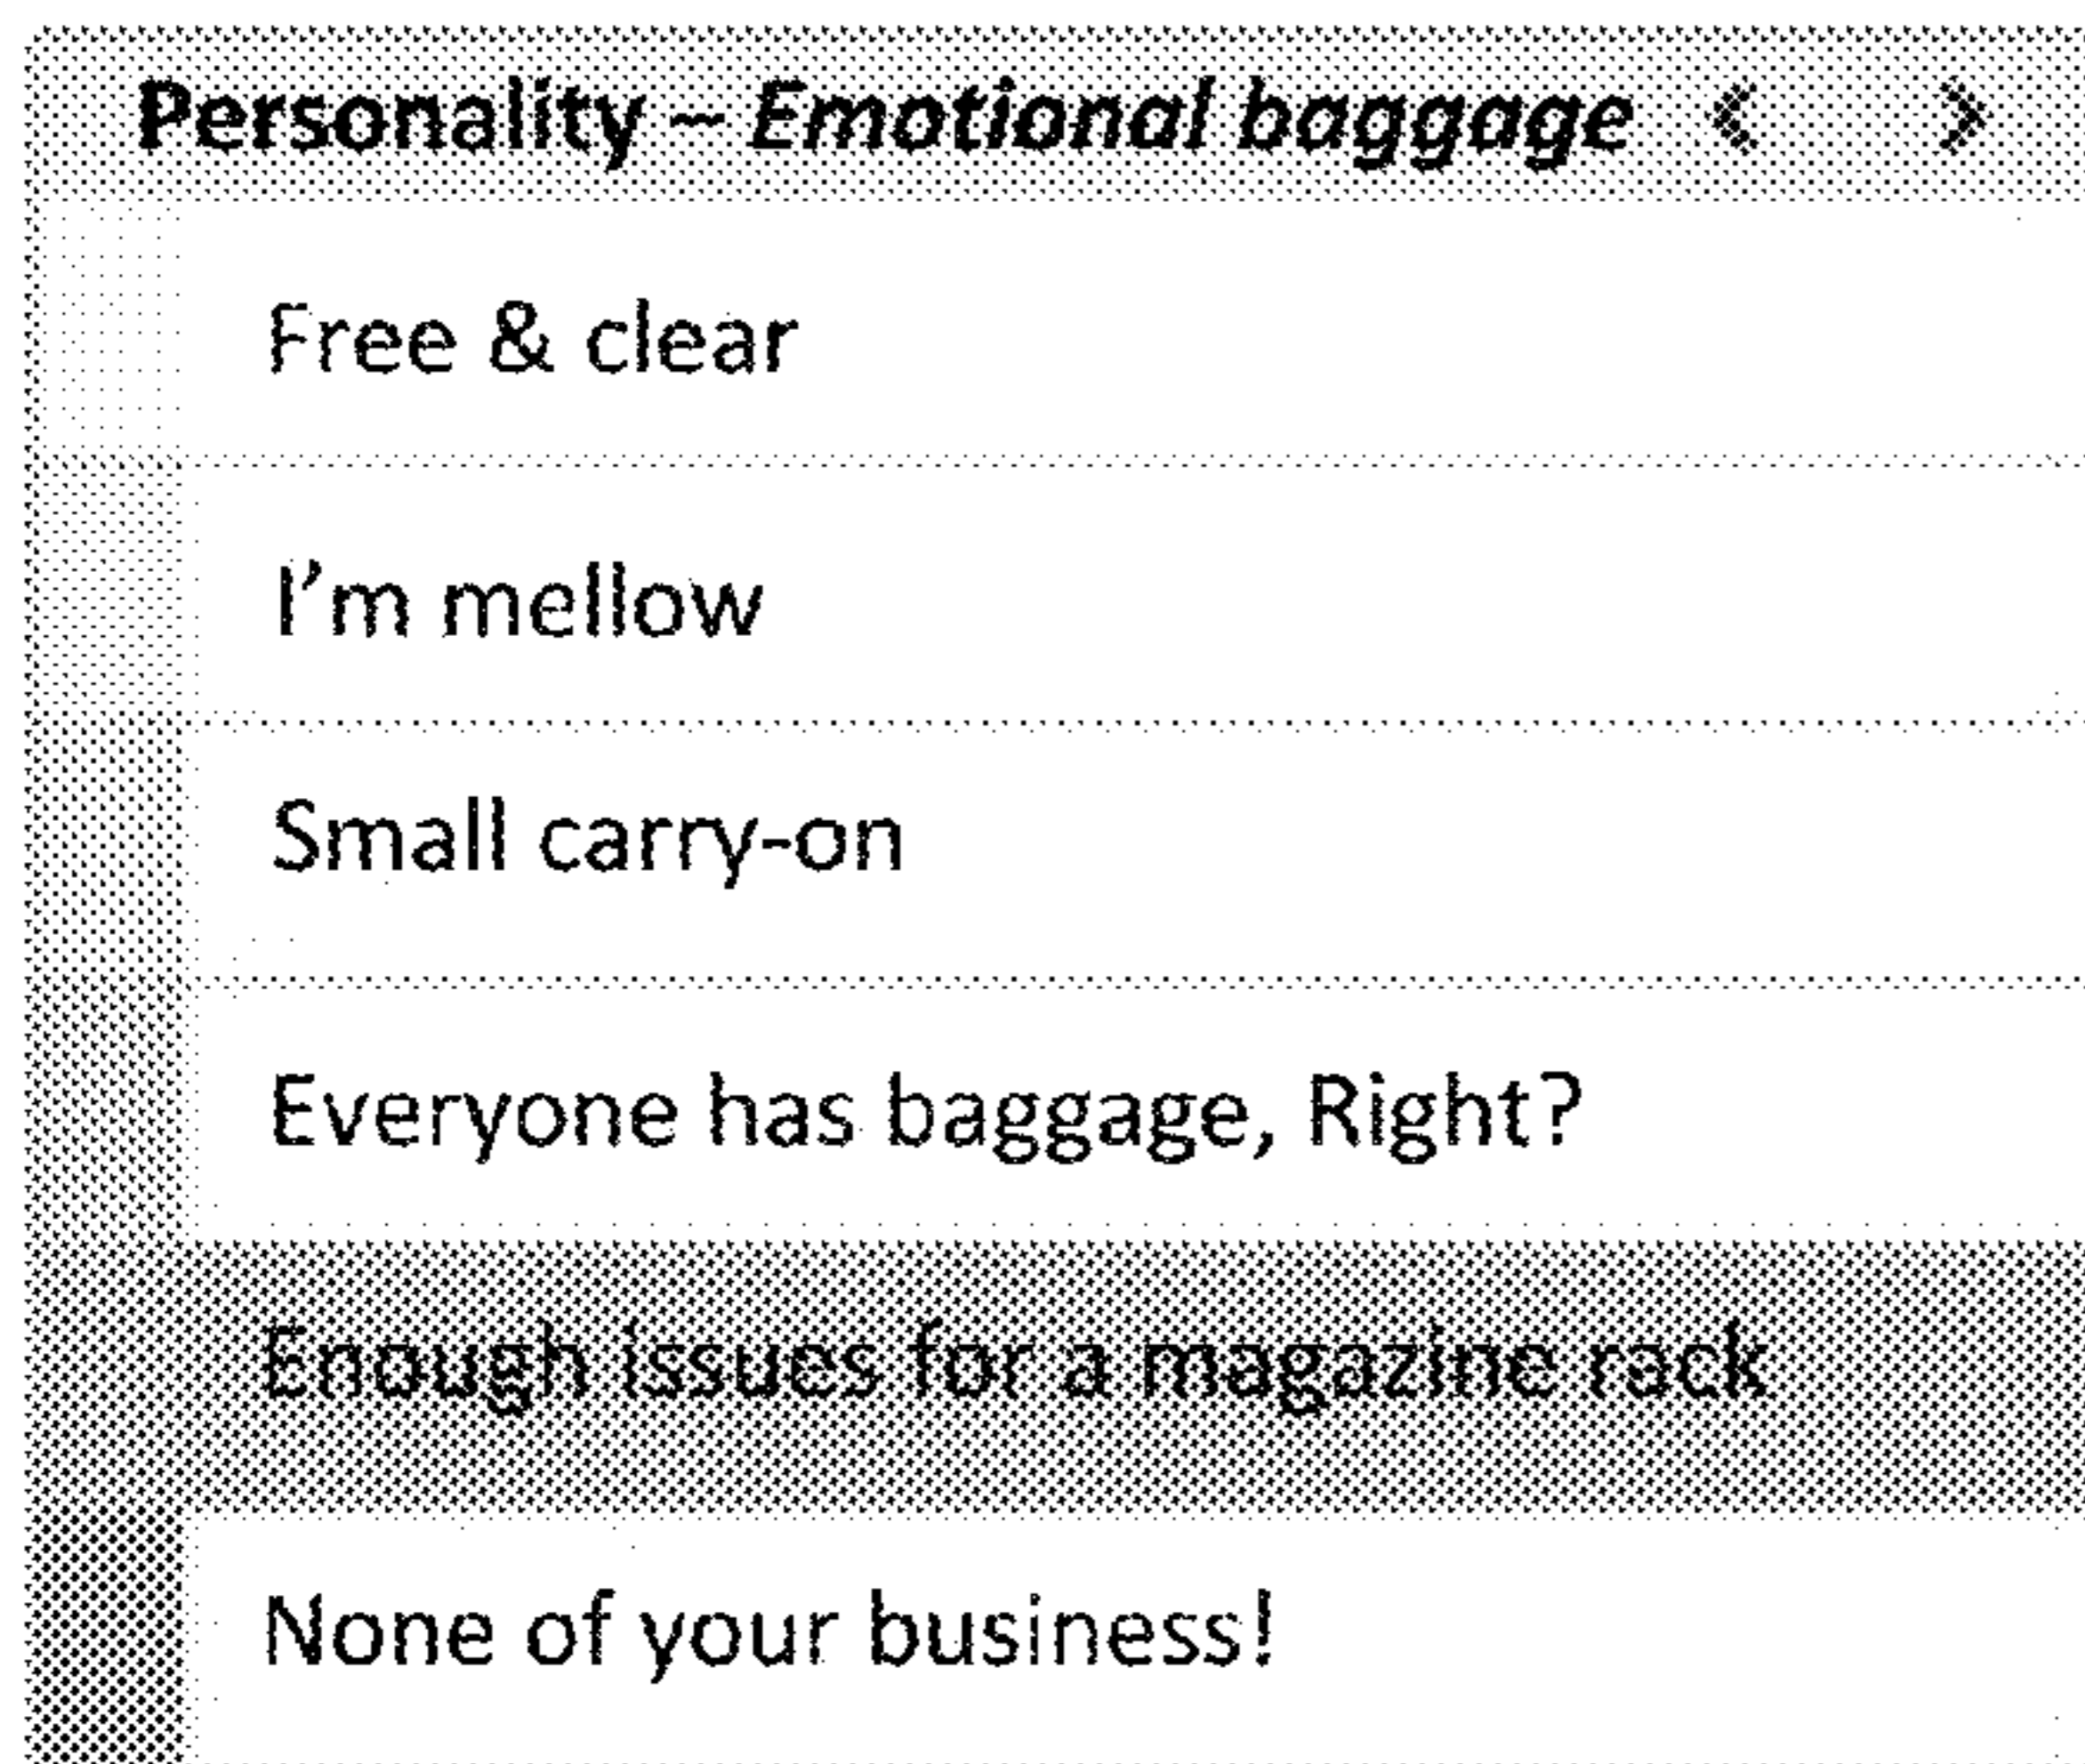 Personality – Emotional baggage < >
Free & clear
I'm mellow
Small carry-on
Everyone has baggage, Right?
Enough issues for a magazine rack
None of your business!